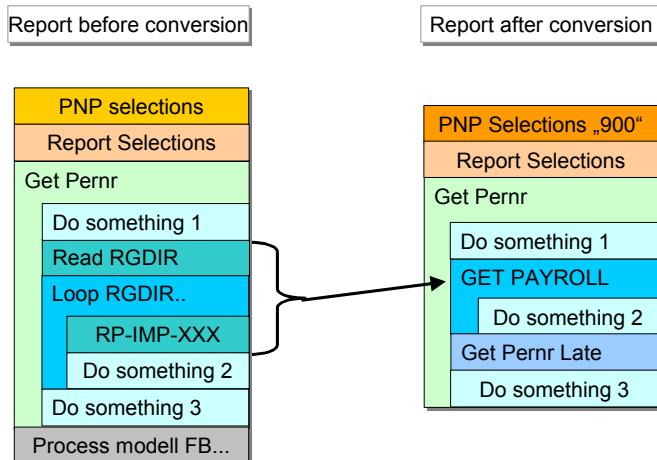 Report before conversion
Report after conversion
PNP selections
Report Selections
Get Pernr
Do something 1
Read RGDIR
Loop RGDIR..
RP-IMP-XXX
Do something 2
Do something 3
Process modell FB...
PNP Selections „900“
Report Selections
Get Pernr
Do something 1
GET PAYROLL
Do something 2
Get Pernr Late
Do something 3